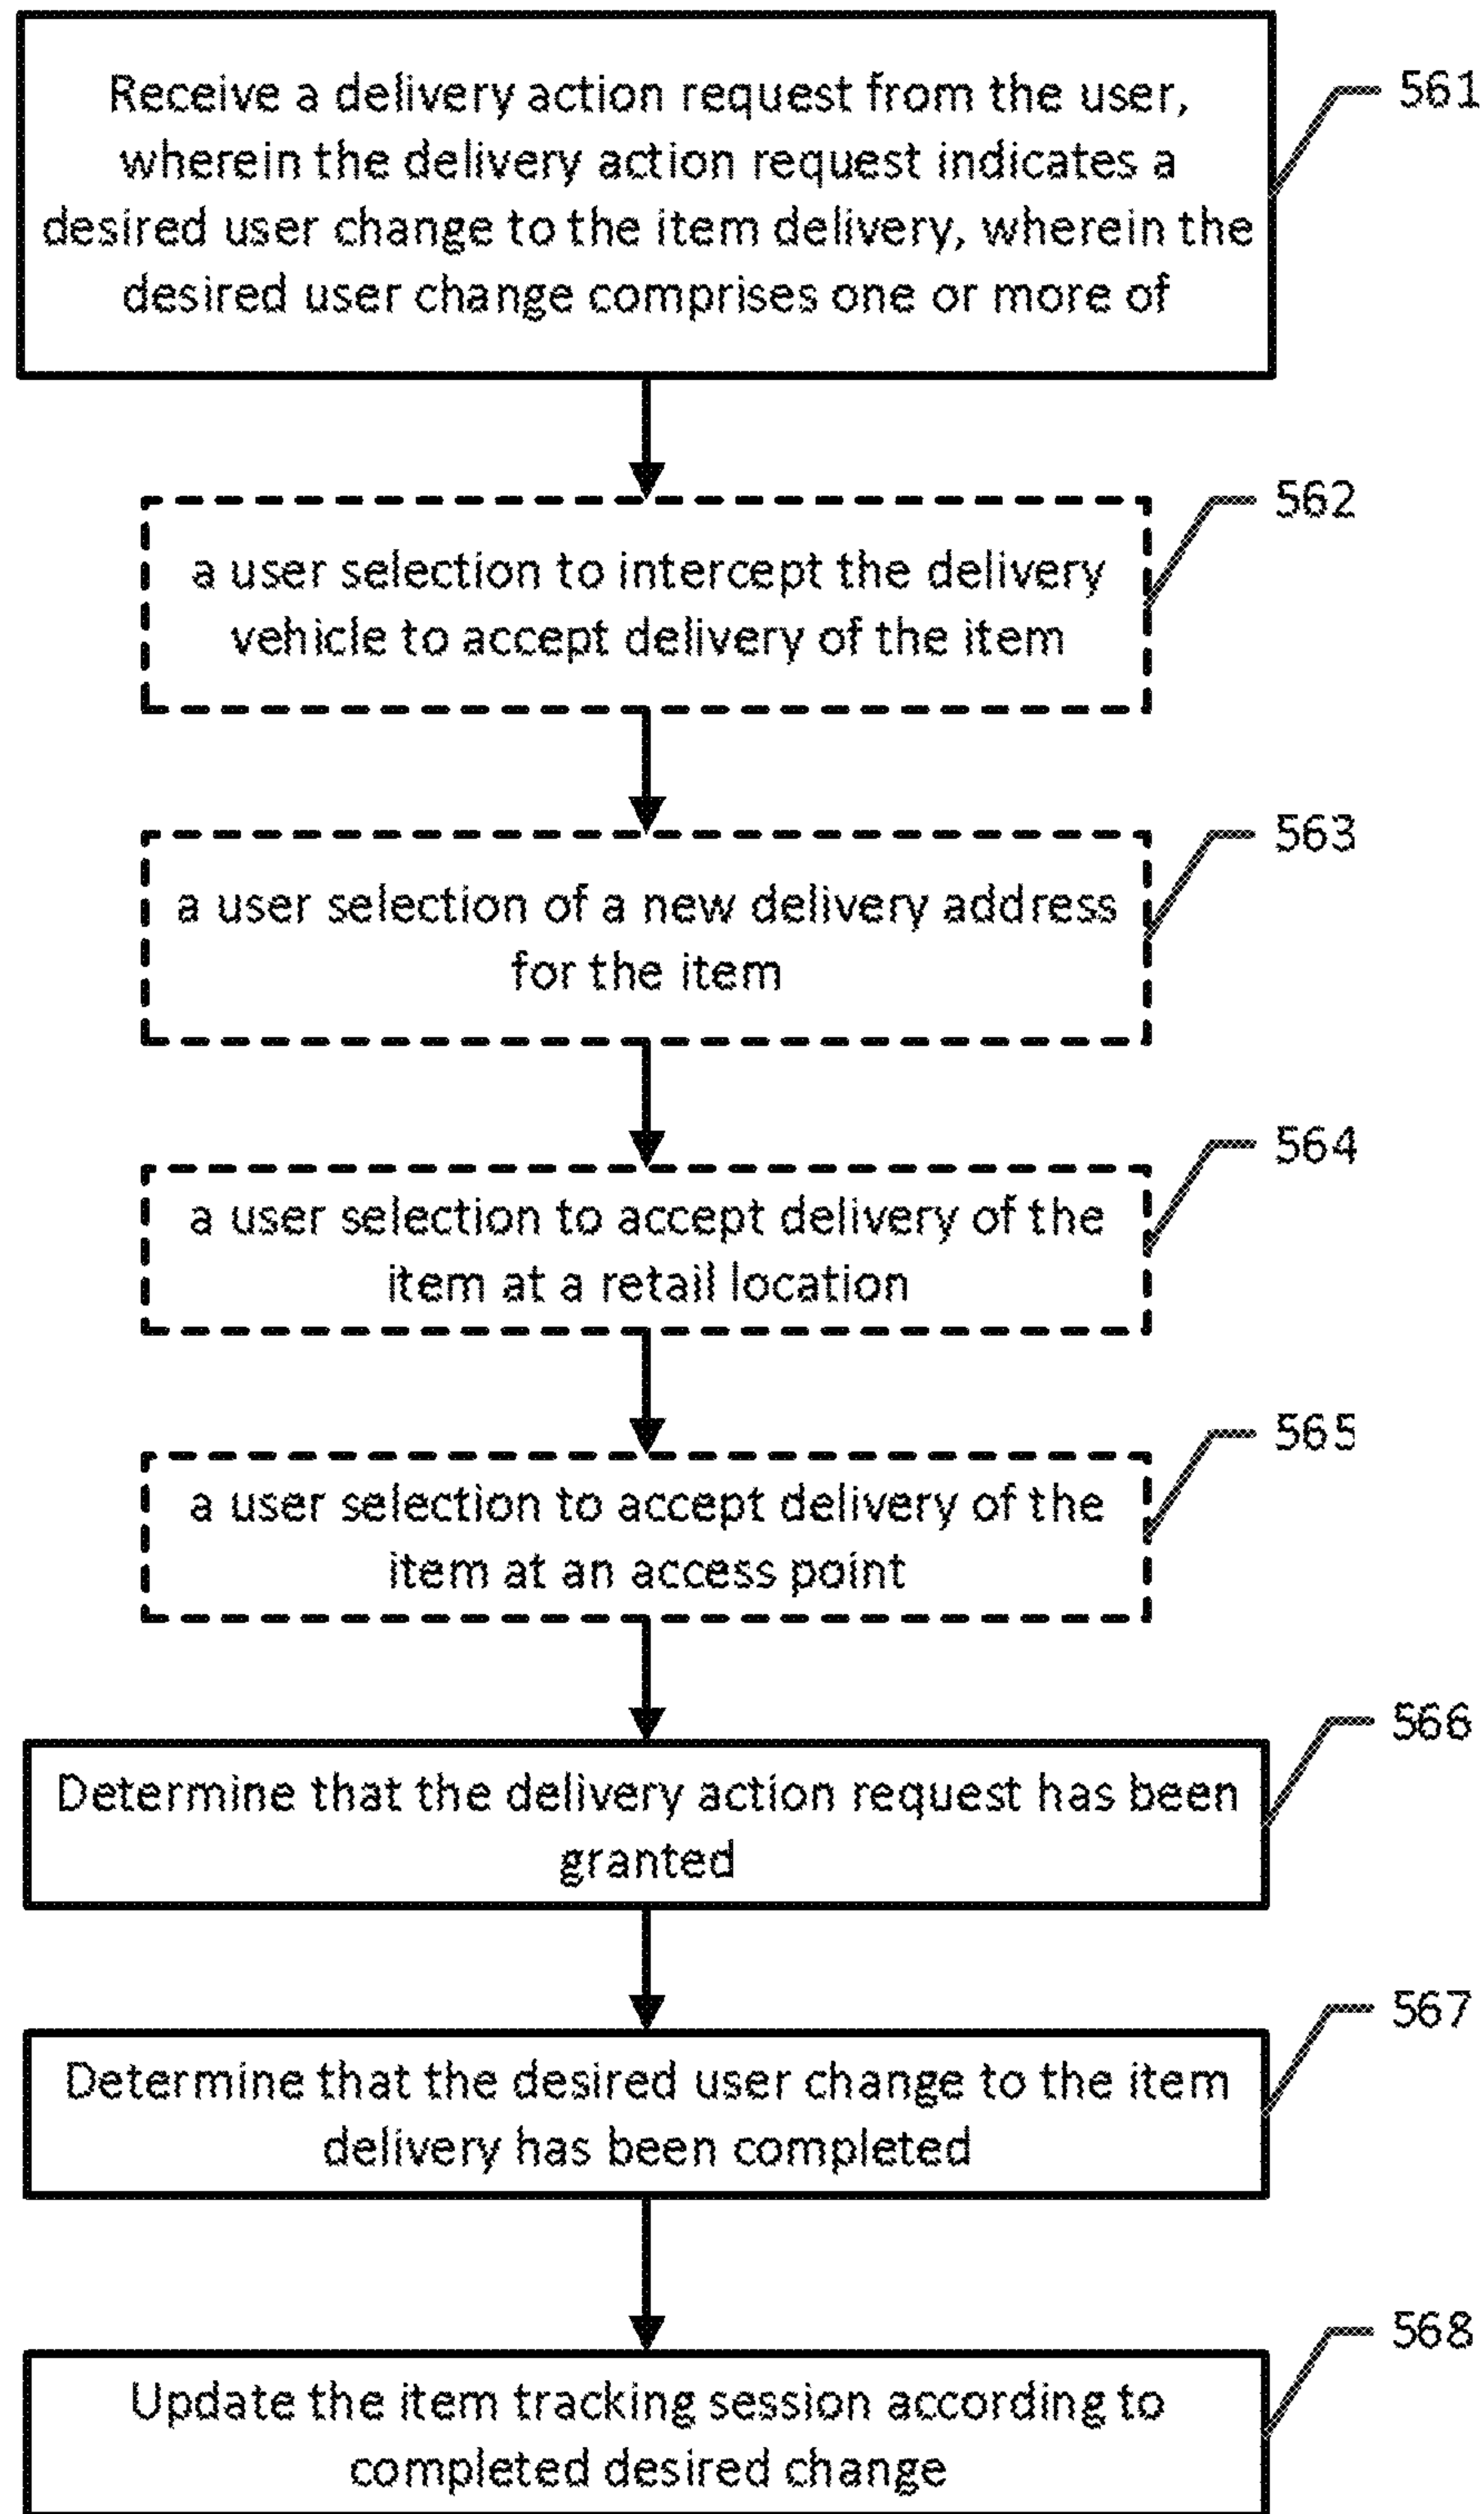 Receive a delivery action request from the user,
wherein the delivery action request indicates a
desired user change to the item delivery, wherein the
desired user change comprises one or more of
561
a user selection to intercept the delivery
vehicle to accept delivery of the item
562
a user selection of a new delivery address
for the item
563
a user selection to accept delivery of the
item at a retail location
564
a user selection to accept delivery of the
item at an access point
565
Determine that the delivery action request has been
granted
566
Determine that the desired user change to the item
delivery has been completed
567
Update the item tracking session according to
completed desired change
568